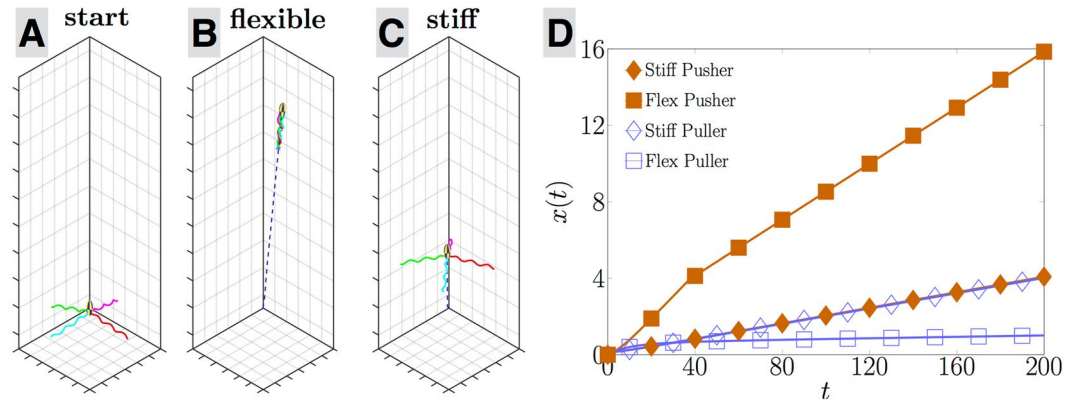 A start
B flexible
C stiff
D
16
12
8
4
0
x(t)
Stiff Pusher
Flex Pusher
Stiff Puller
Flex Puller
0 40 80 120 160 200
t